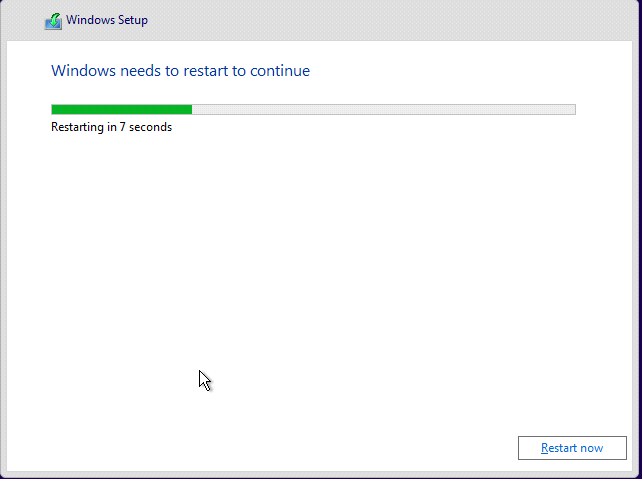 Windows Setup
Windows needs to restart to continue
Restarting in 7 seconds
Restart now